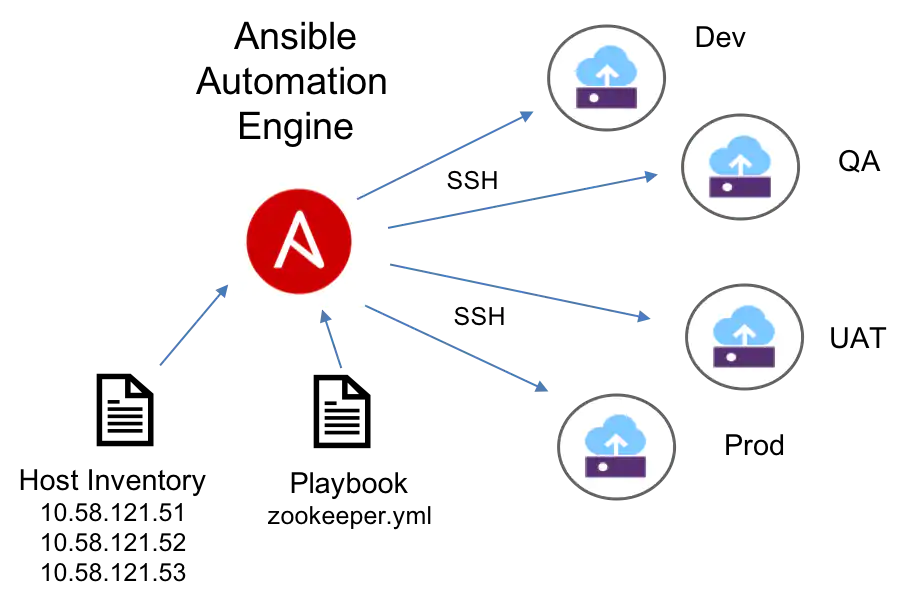 Ansible
Automation
Engine
Dev
SSH
QA
SSH
UAT
Prod
Host Inventory
10.58.121.51
10.58.121.52
10.58.121.53
Playbook
zookeeper.yml